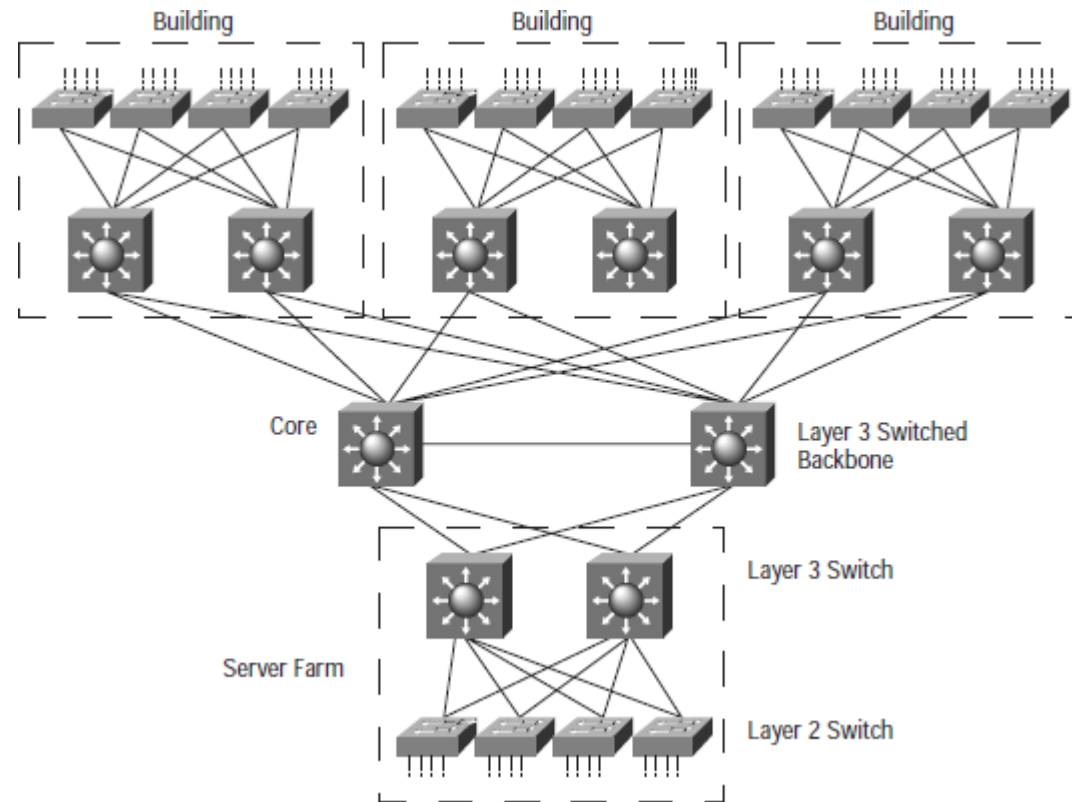 Building
Building
Building
Core
Layer 3 Switched
Backbone
Layer 3 Switch
Server Farm
Layer 2 Switch